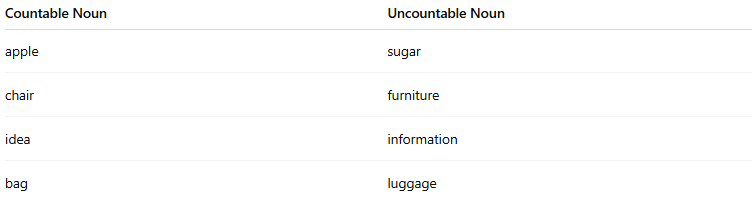 Countable Noun Uncountable Noun
apple sugar
chair furniture
idea information
bag luggage